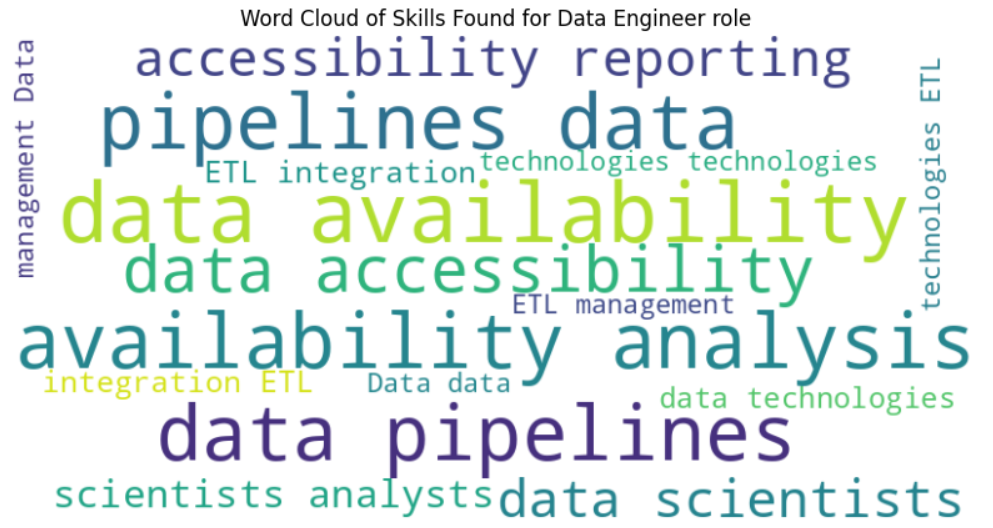 Word Cloud of Skills Found for Data Engineer role
accessibility reporting
management Data
technologies ETL
pipelines data
technologies technologies
ETL integration
data availability
data accessibility
ETL management
availability analysis
integration ETL
Data data
data technologies
data pipelines
scientists analysts
data scientists